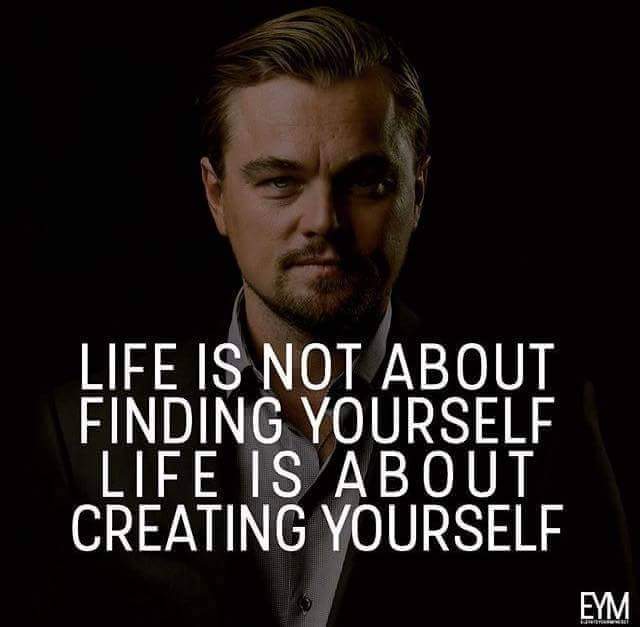 LIFE IS NOT ABOUT
FINDING YOURSELF
LIFE IS ABOUT
CREATING YOURSELF
EYM